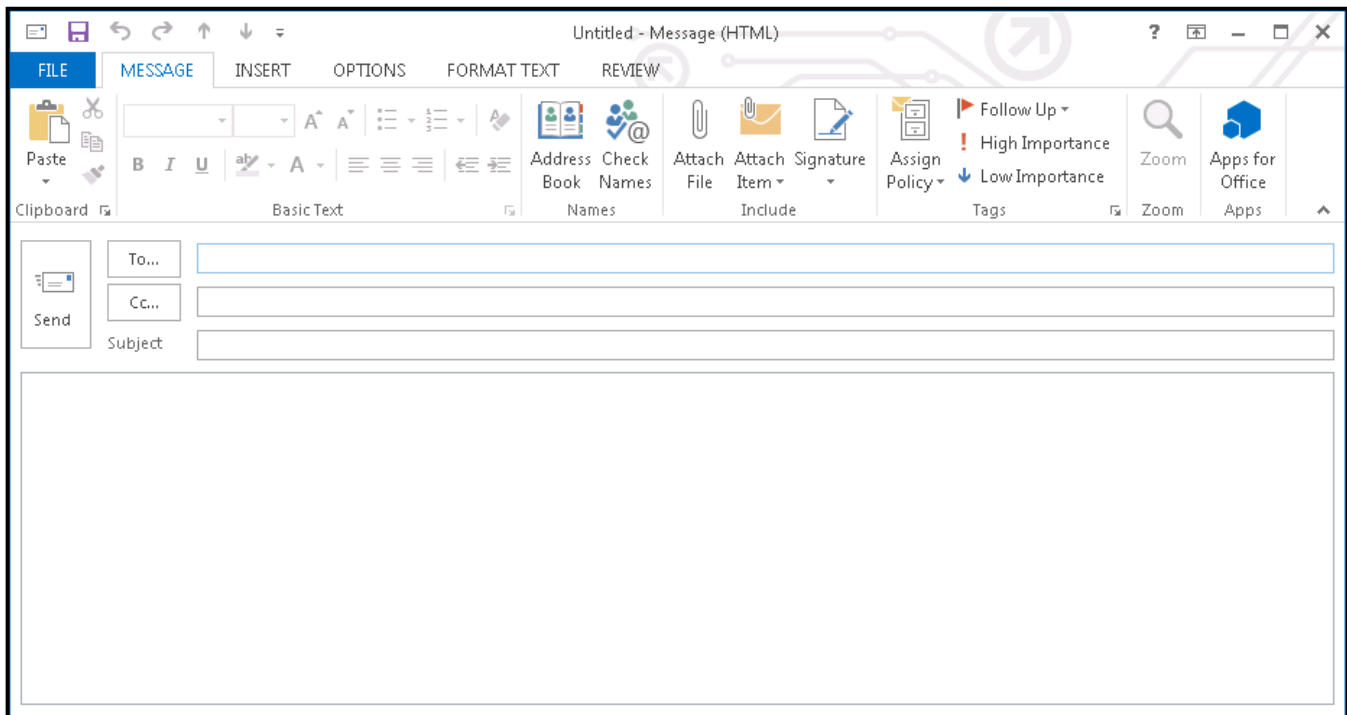 Untitled - Message (HTML) ?
FILE MESSAGE INSERT OPTIONS FORMAT TEXT REVIEW
Paste
Clipboard
B I U ab A
A A
Basic Text
Address Book
Check Names
Names
Attach File
Attach Item
Signature
Include
Assign Policy
Follow Up
! High Importance
Low Importance
Tags
Zoom
Zoom
Apps for Office
Apps
Send
To...
Cc...
Subject